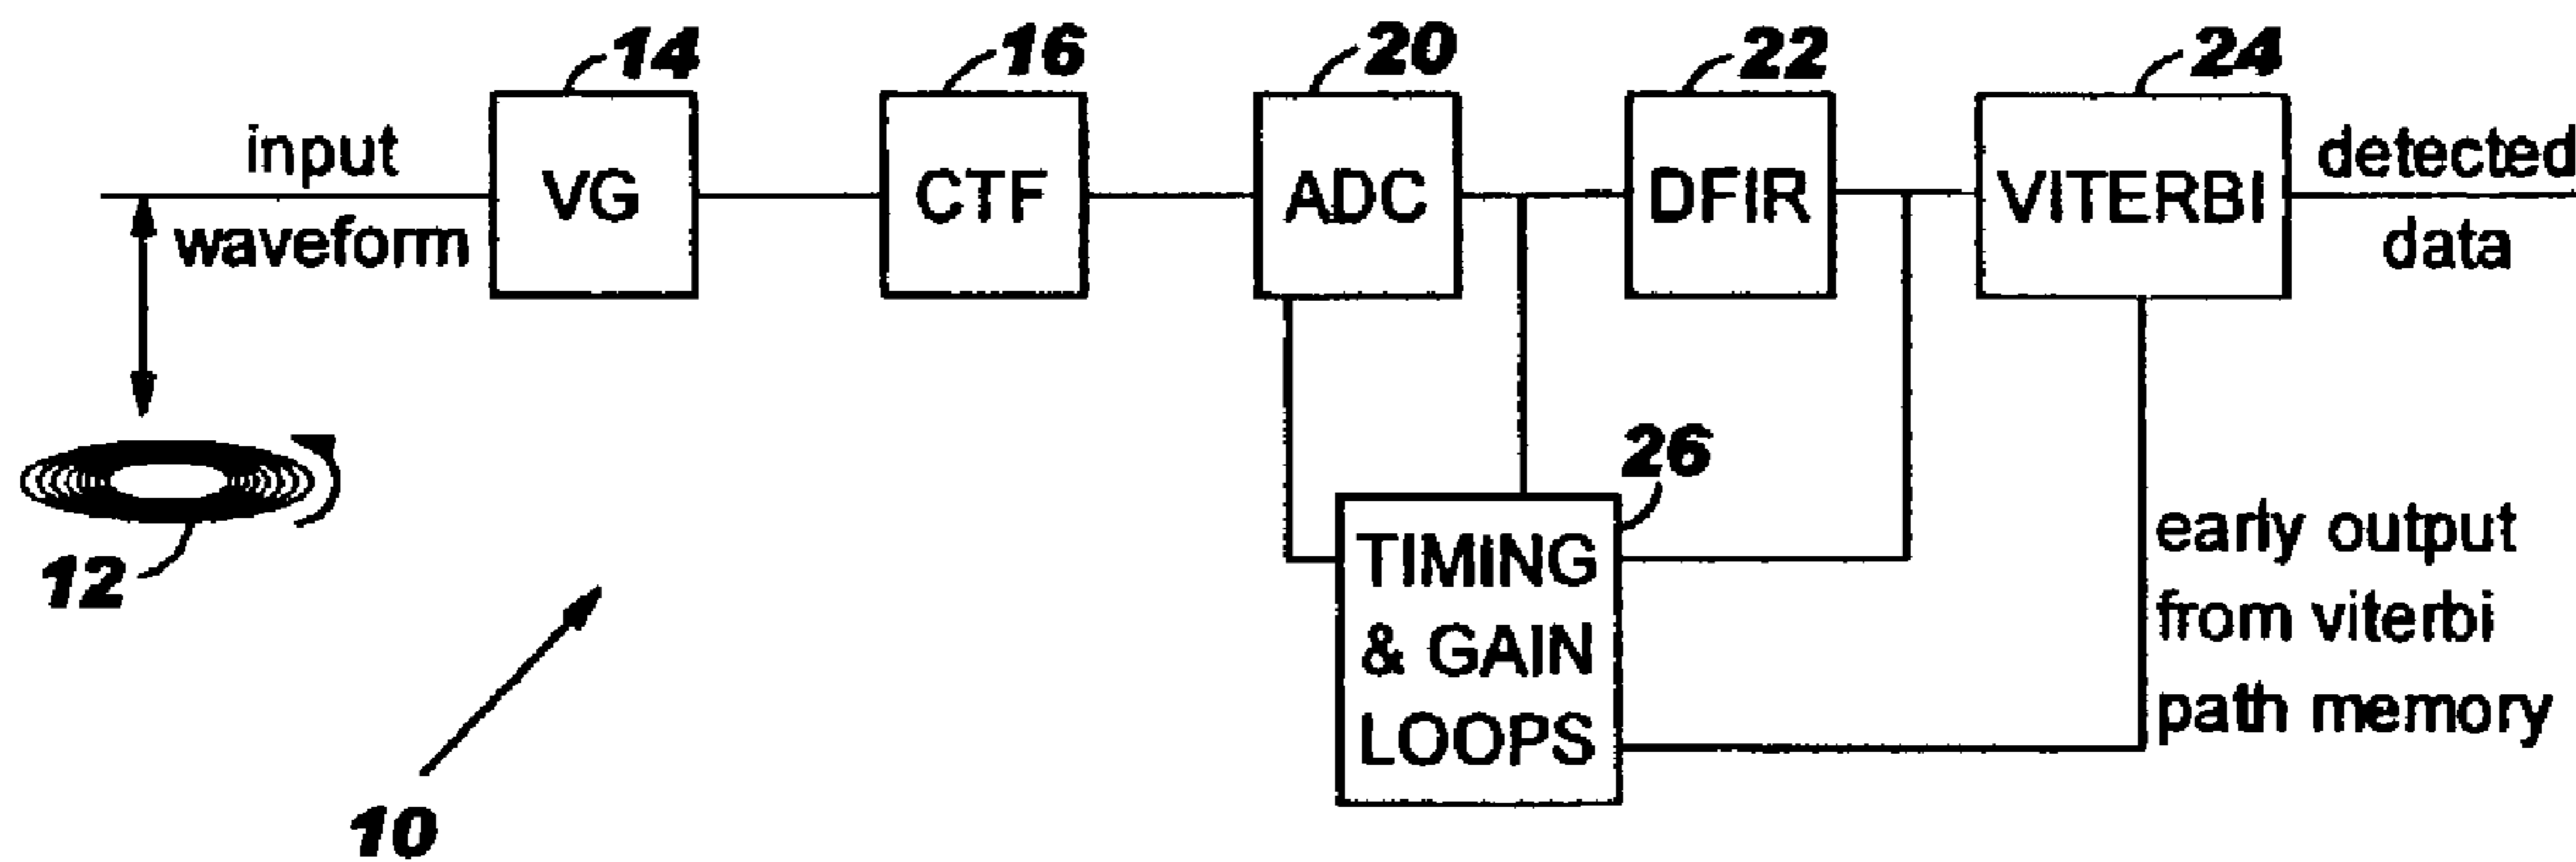 14
16
20
22
24
input
waveform
VG
CTF
ADC
DFIR
VITERBI
detected
data
26
12
TIMING
& GAIN
LOOPS
early output
from viterbi
path memory
10